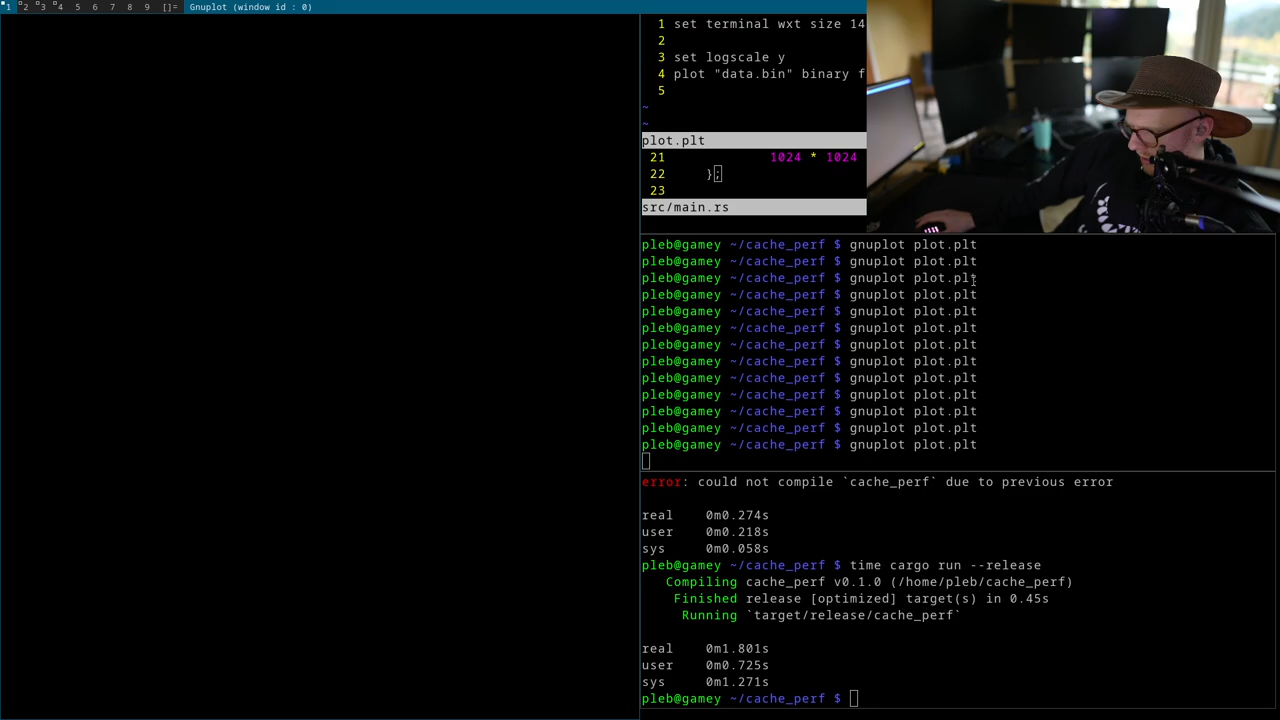 1 2 3 4 5 6 7 8 9 []= Gnuplot (window id : 0)
1 set terminal wxt size 14
2
3 set logscale y
4 plot "data.bin" binary f
5
~
~
plot.plt
21 1024 * 1024
22 };
23
src/main.rs
pleb@gamey ~/cache_perf $ gnuplot plot.plt
pleb@gamey ~/cache_perf $ gnuplot plot.plt
pleb@gamey ~/cache_perf $ gnuplot plot.plt
pleb@gamey ~/cache_perf $ gnuplot plot.plt
pleb@gamey ~/cache_perf $ gnuplot plot.plt
pleb@gamey ~/cache_perf $ gnuplot plot.plt
pleb@gamey ~/cache_perf $ gnuplot plot.plt
pleb@gamey ~/cache_perf $ gnuplot plot.plt
pleb@gamey ~/cache_perf $ gnuplot plot.plt
pleb@gamey ~/cache_perf $ gnuplot plot.plt
pleb@gamey ~/cache_perf $ gnuplot plot.plt
pleb@gamey ~/cache_perf $ gnuplot plot.plt
pleb@gamey ~/cache_perf $ gnuplot plot.plt
error: could not compile `cache_perf` due to previous error
real 0m0.274s
user 0m0.218s
sys 0m0.058s
pleb@gamey ~/cache_perf $ time cargo run --release
Compiling cache_perf v0.1.0 (/home/pleb/cache_perf)
Finished release [optimized] target(s) in 0.45s
Running `target/release/cache_perf`
real 0m1.801s
user 0m0.725s
sys 0m1.271s
pleb@gamey ~/cache_perf $